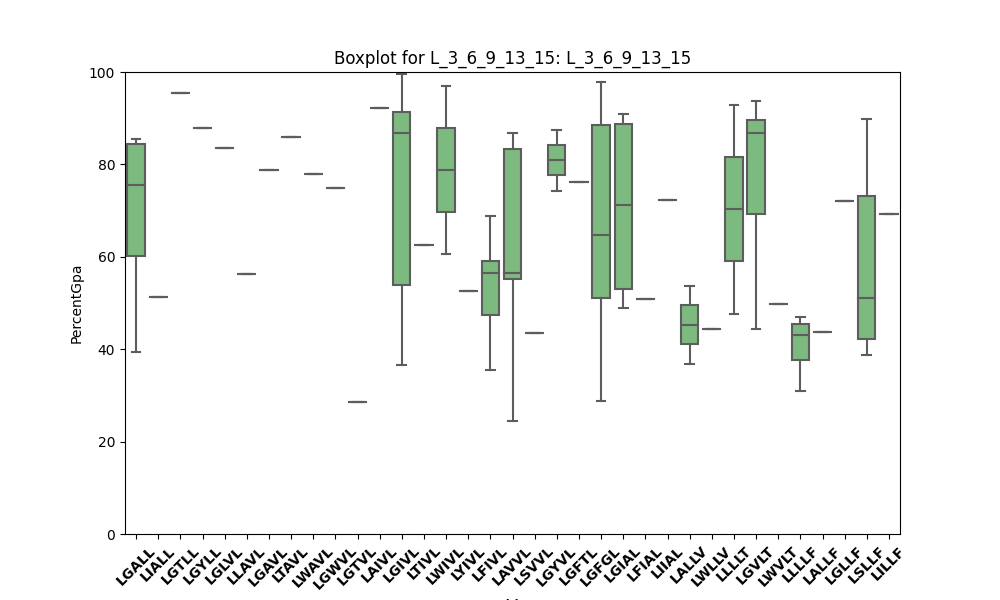 Boxplot for L_3_6_9_13_15: L_3_6_9_13_15
100
80
60
40
20
0
PercentGpa
LGALL
LIALL
LGTLL
LGYLL
LGLVL
LLAVL
LGAVL
LTAVL
LWAVL
LGWVL
LGTVL
LAIVL
LGIVL
LTIVL
LWIVL
LYIVL
LFIVL
LAVVL
LSVVL
LGYVL
LGFTL
LGFGL
LGIAL
LFIAL
LIIAL
LALLV
LWLLV
LLLLT
LGVLT
LWVLT
LLLLF
LALLF
LGLLF
LSLLF
LILLF